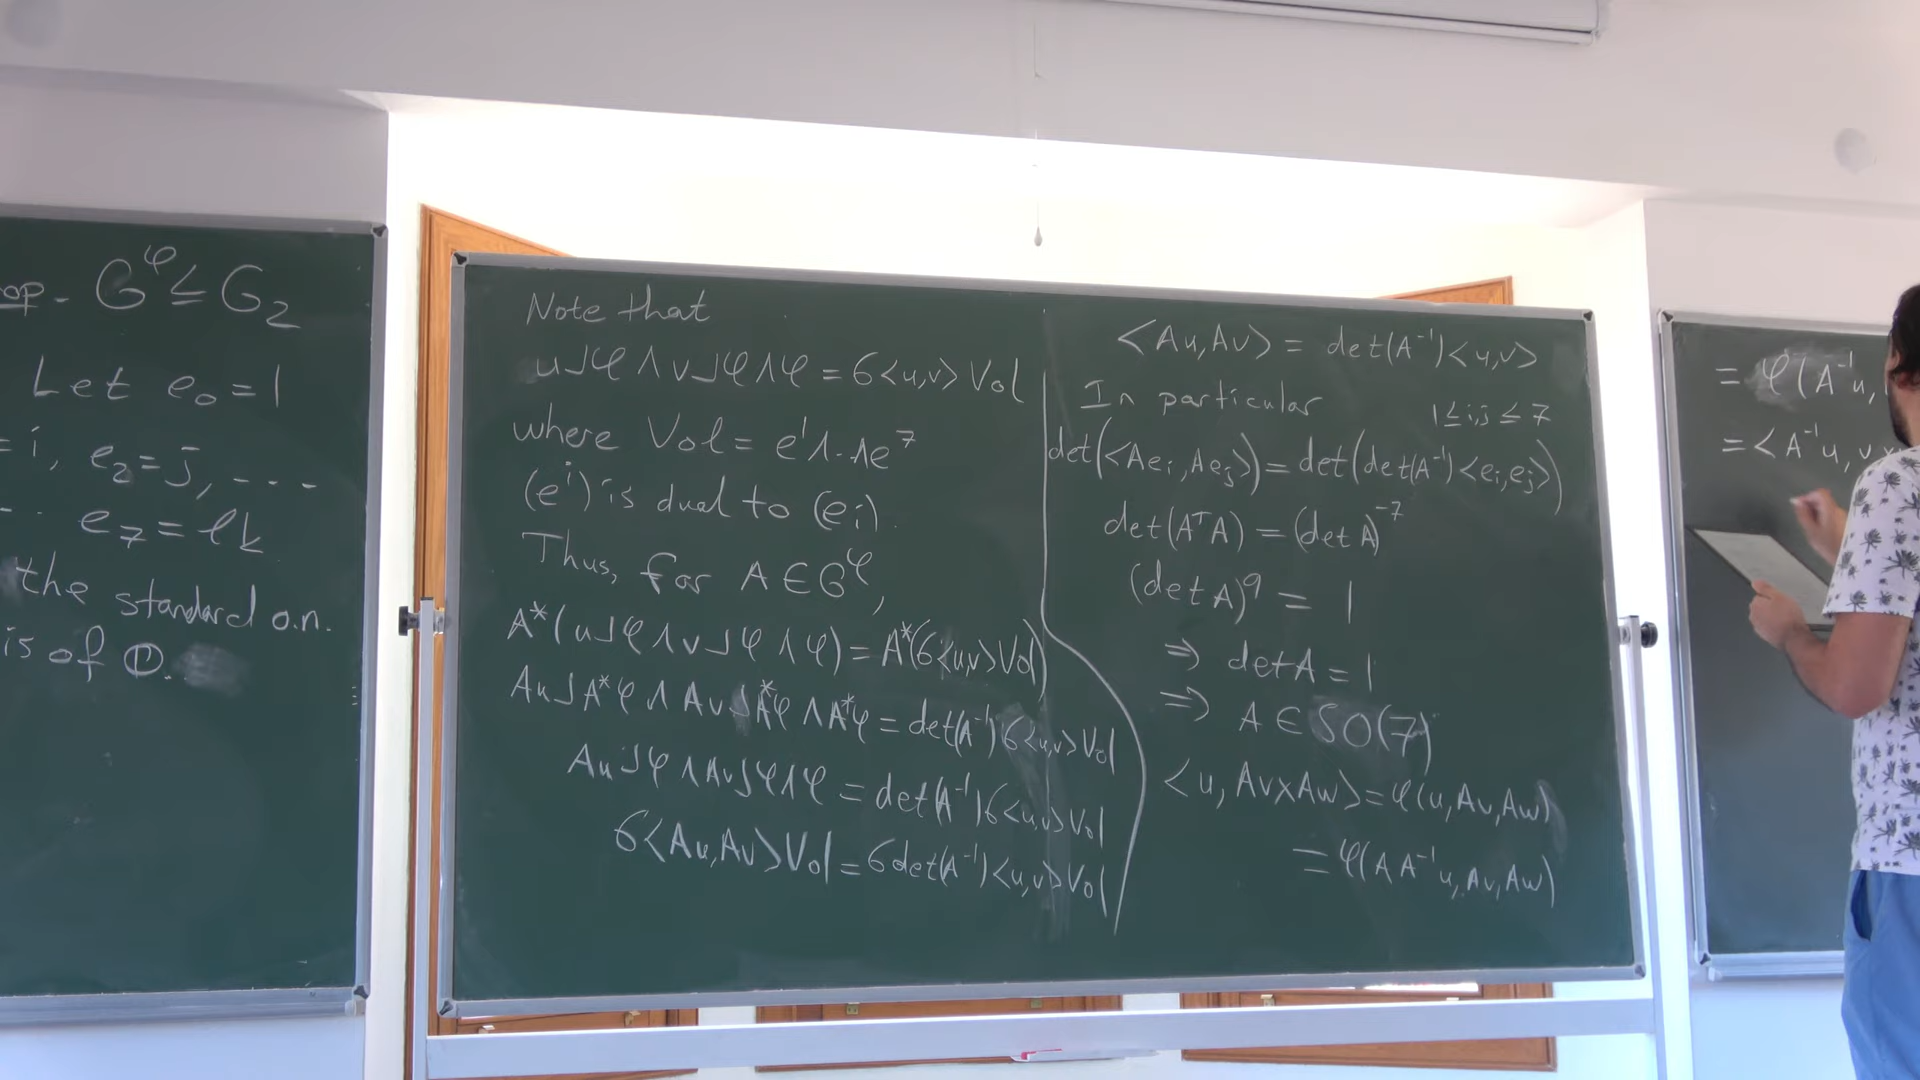 op- G^φ ≤ G₂
Let e₀ = 1
= i, e₂ = j, ---
-- e₇ = lk
the standard o.n.
is of 𝕆.
Note that
u⌟φ ∧ v⌟φ ∧ φ = 6<u,v> Vol
where Vol = e¹∧--∧e⁷
(eⁱ) is dual to (eᵢ).
Thus, for A ∈ G^φ,
A*(u⌟φ ∧ v⌟φ ∧ φ) = A*(6<u,v>Vol)
Au⌟A*φ ∧ Av⌟A*φ ∧ A*φ = det(A⁻¹)6<u,v>Vol
Au⌟φ ∧ Av⌟φ ∧ φ = det(A⁻¹)6<u,v>Vol
6<Au,Av>Vol = 6det(A⁻¹)<u,v>Vol
<Au,Av> = det(A⁻¹)<u,v>
In particular 1≤i,j≤7
det(<Aeᵢ,Aeⱼ>) = det(det(A⁻¹)<eᵢ,eⱼ>)
det(AᵀA) = (det A)⁻⁷
(det A)⁹ = 1
⇒ det A = 1
⇒ A ∈ SO(7)
<u, Av×Aw> = φ(u,Av,Aw)
= φ(AA⁻¹u,Av,Aw)
= φ(A⁻¹u,
= <A⁻¹u, v×